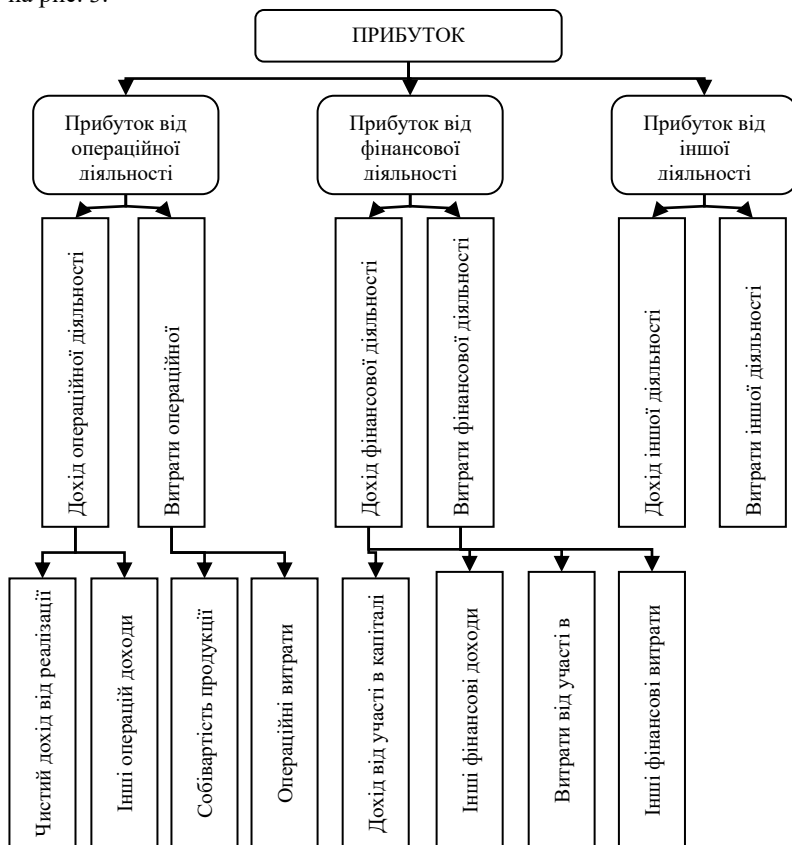 на рис. 3.
ПРИБУТОК
Прибуток від
операційної
діяльності
Прибуток від
фінансової
діяльності
Прибуток від
іншої
діяльності
Дохід операційної діяльності
Витрати операційної
Дохід фінансової діяльності
Витрати фінансової діяльності
Дохід іншої діяльності
Витрати іншої діяльності
Чистий дохід від реалізації
Інші операцій доходи
Собівартість продукції
Операційні витрати
Дохід від участі в капіталі
Інші фінансові доходи
Витрати від участі в
Інші фінансові витрати